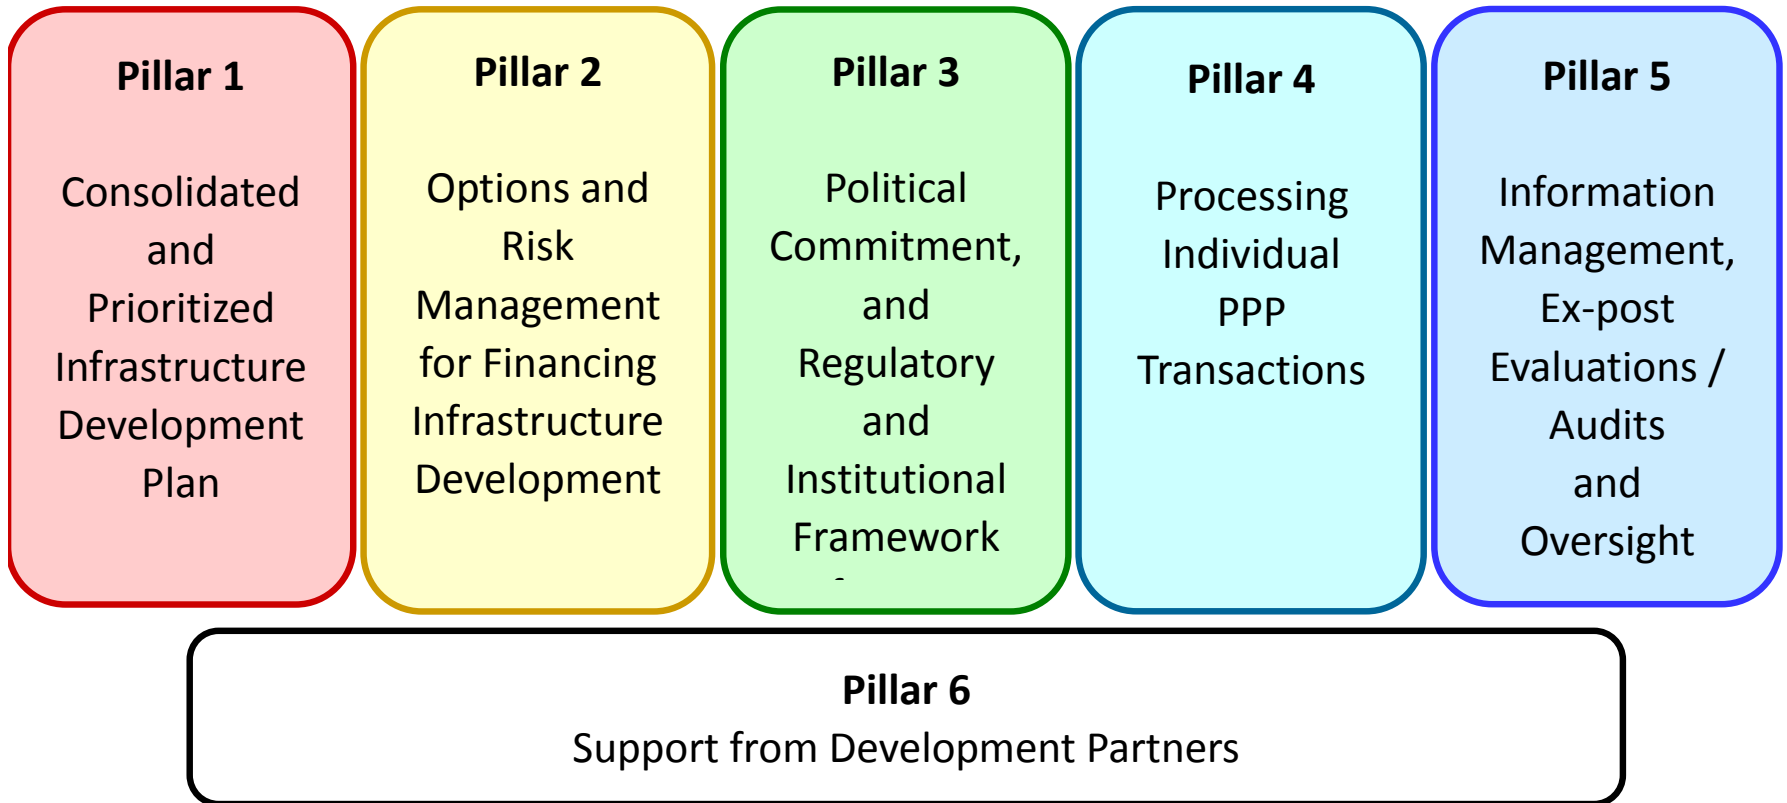 Pillar 1
Consolidated
and
Prioritized
Infrastructure
Development
Plan
Pillar 2
Options and
Risk
Management
for Financing
Infrastructure
Development
Pillar 3
Political
Commitment,
and
Regulatory
and
Institutional
Framework
Pillar 4
Processing
Individual
PPP
Transactions
Pillar 5
Information
Management,
Ex-post
Evaluations /
Audits
and
Oversight
Pillar 6
Support from Development Partners